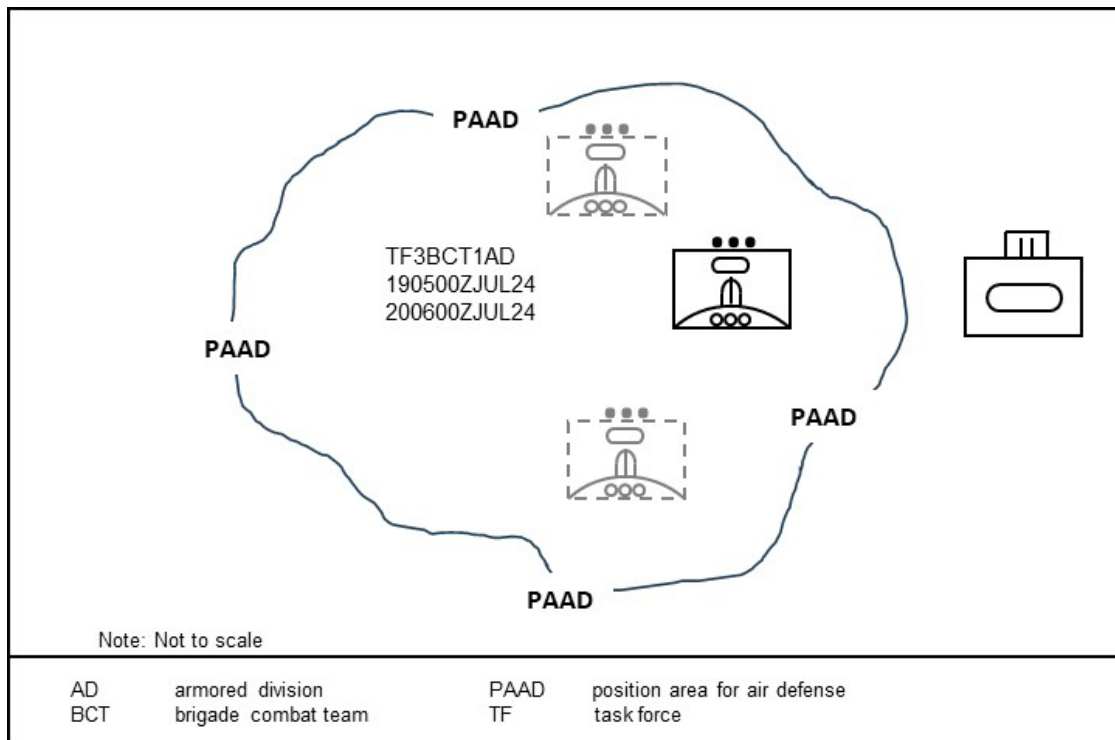 PAAD
TF3BCT1AD
190500ZJUL24
200600ZJUL24
PAAD
PAAD
PAAD
Note: Not to scale
AD armored division PAAD position area for air defense
BCT brigade combat team TF task force